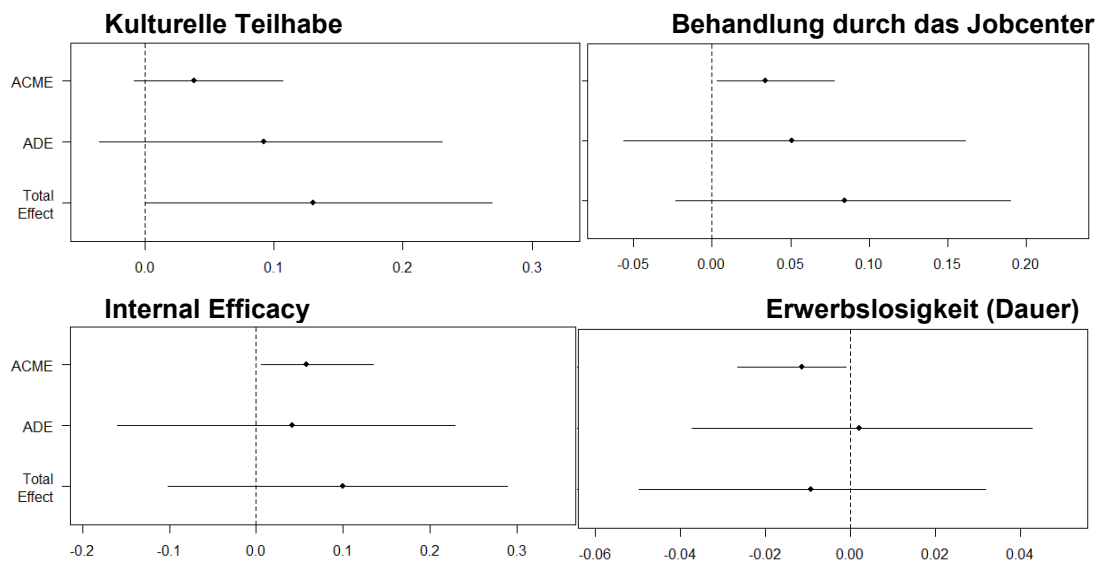 Kulturelle Teilhabe
ACME
ADE
Total
Effect
0.0 0.1 0.2 0.3
Behandlung durch das Jobcenter
-0.05 0.00 0.05 0.10 0.15 0.20
Internal Efficacy
ACME
ADE
Total
Effect
-0.2 -0.1 0.0 0.1 0.2 0.3
Erwerbslosigkeit (Dauer)
-0.06 -0.04 -0.02 0.00 0.02 0.04